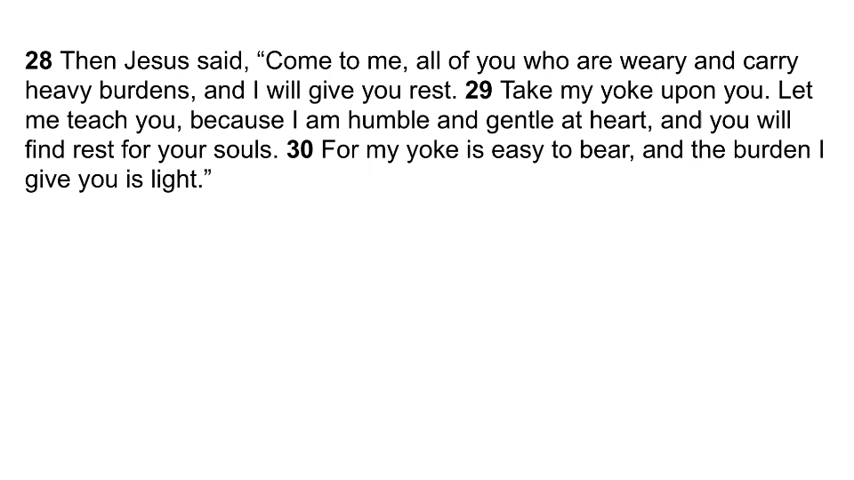 28 Then Jesus said, “Come to me, all of you who are weary and carry
heavy burdens, and I will give you rest. 29 Take my yoke upon you. Let
me teach you, because I am humble and gentle at heart, and you will
find rest for your souls. 30 For my yoke is easy to bear, and the burden I
give you is light.”